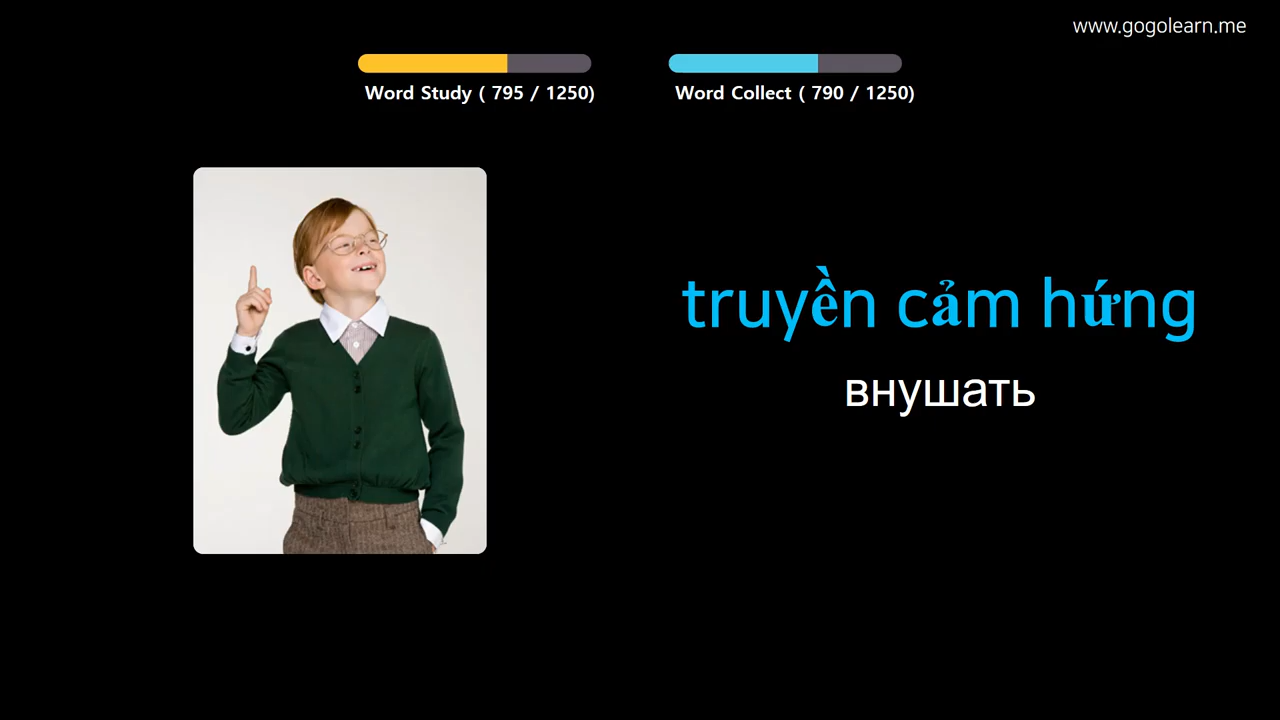 www.gogolearn.me
Word Study ( 795 / 1250)
Word Collect ( 790 / 1250)
truyền cảm hứng
внушать